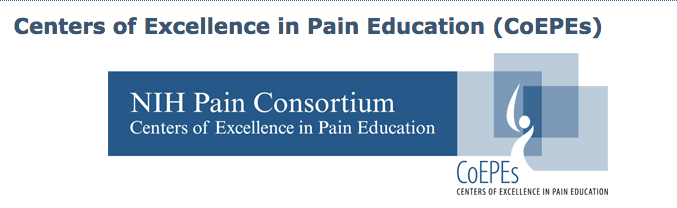 Centers of Excellence in Pain Education (CoEPEs)
NIH Pain Consortium
Centers of Excellence in Pain Education
CoEPEs
CENTERS OF EXCELLENCE IN PAIN EDUCATION